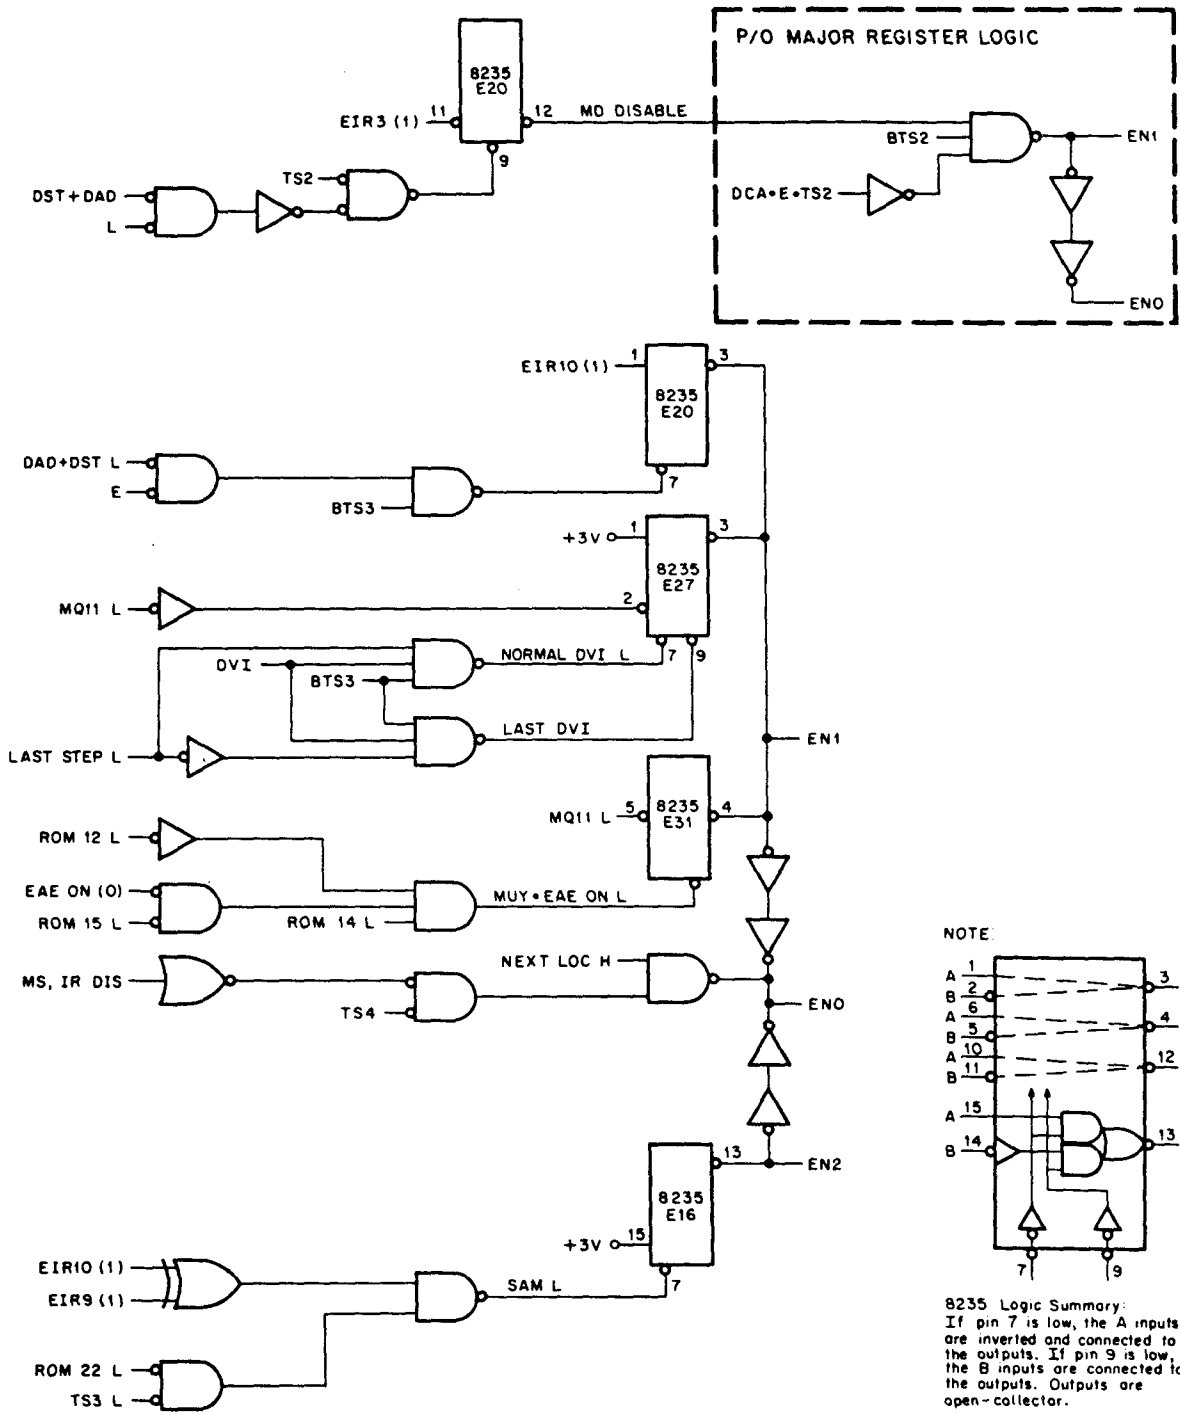 P/O MAJOR REGISTER LOGIC
8235
E20
EIR3 (1)
11
12
MD DISABLE
9
TS2
DST+DAD
L
BTS2
DCA•E•TS2
EN1
EN0
EIR10 (1)
1
3
8235
E20
7
DAD+DST L
E
BTS3
+3V
1
3
8235
E27
MQ11 L
2
7
9
DVI
NORMAL DVI L
BTS3
LAST DVI
LAST STEP L
EN1
MQ11 L
5
8235
E31
4
ROM 12 L
EAE ON (0)
ROM 15 L
ROM 14 L
MUY•EAE ON L
MS, IR DIS
TS4
NEXT LOC H
EN0
8235
E16
13
EN2
+3V
15
7
EIR10 (1)
EIR9 (1)
SAM L
ROM 22 L
TS3 L
NOTE:
A 1
B 2
3
A 6
B 5
4
A 10
B 11
12
A 15
B 14
13
7
9
8235 Logic Summary:
If pin 7 is low, the A inputs
are inverted and connected to
the outputs. If pin 9 is low,
the B inputs are connected to
the outputs. Outputs are
open-collector.